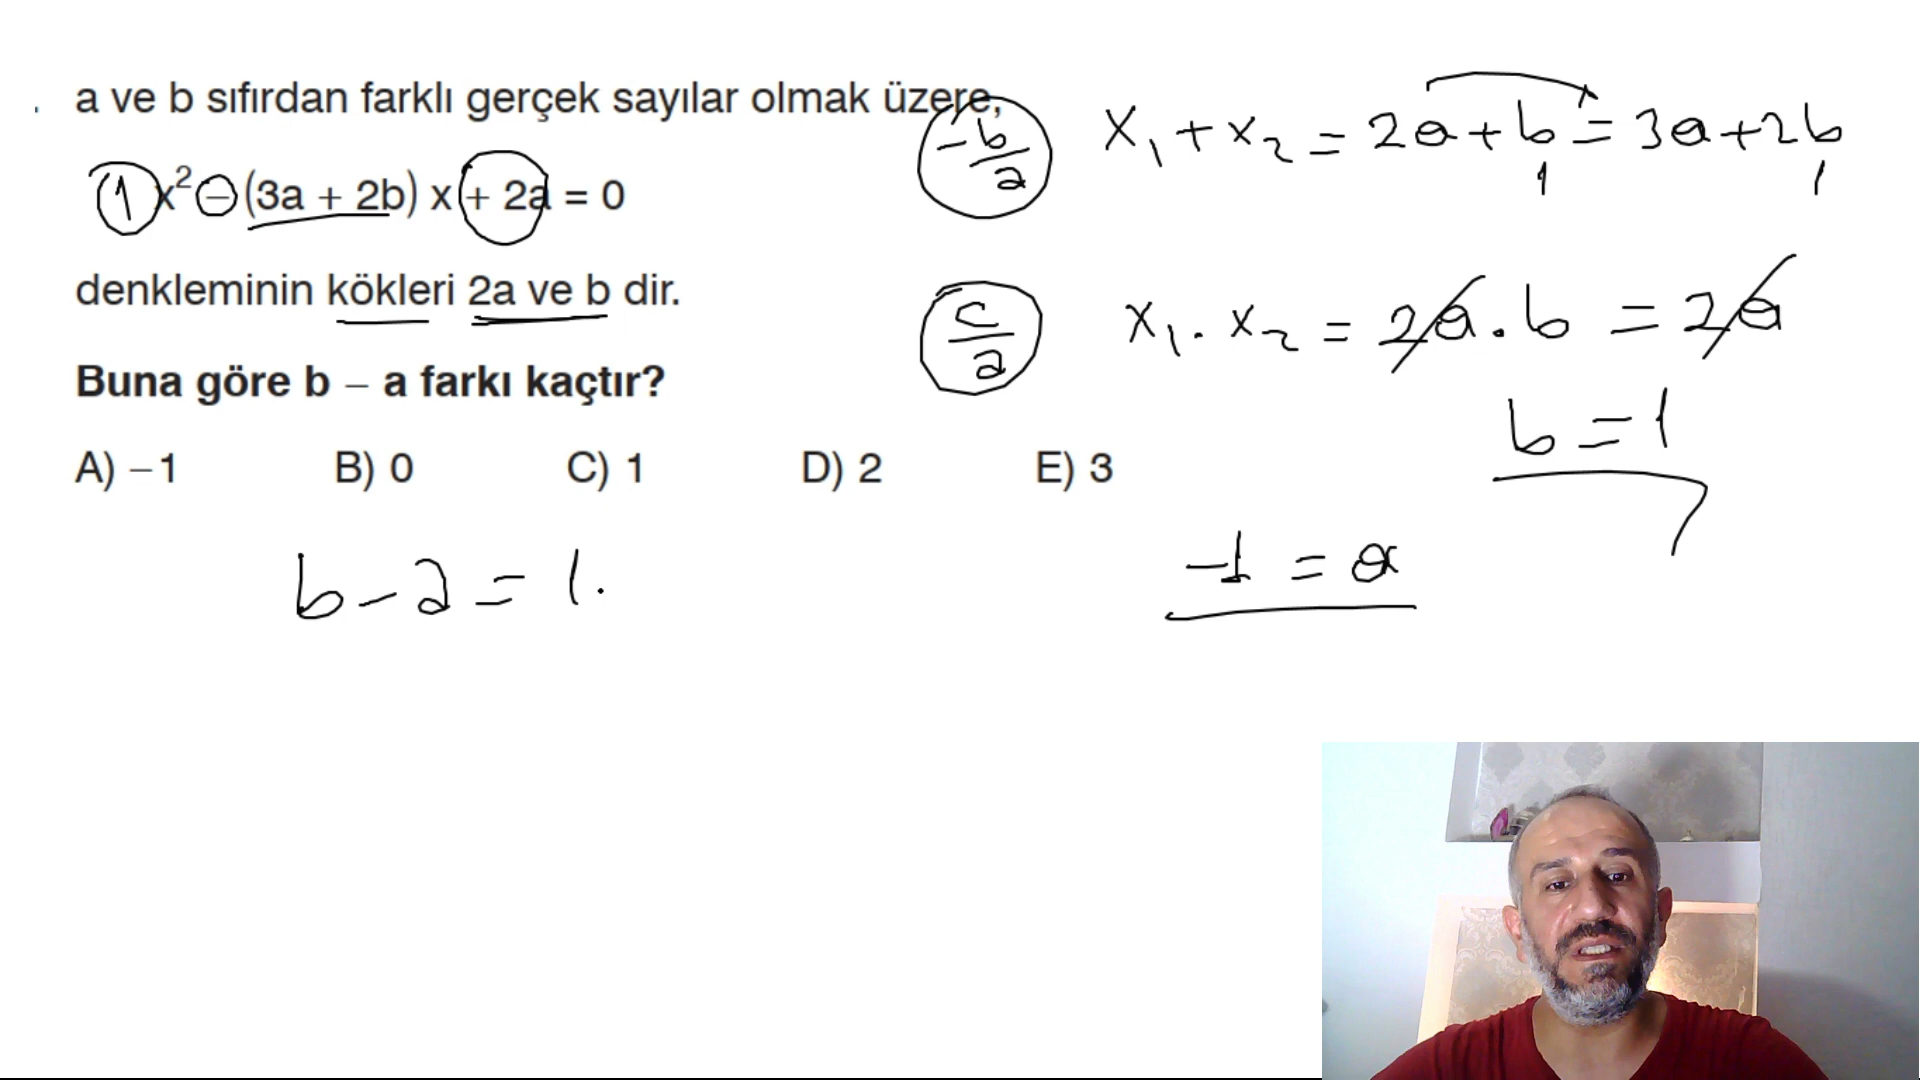 a ve b sıfırdan farklı gerçek sayılar olmak üzere,
1x² – (3a + 2b) x + 2a = 0
denkleminin kökleri 2a ve b dir.
Buna göre b – a farkı kaçtır?
A) –1 B) 0 C) 1 D) 2 E) 3
b – a = 1.
-b/a x₁ + x₂ = 2a + b = 3a + 2b
1 1
c/a x₁ . x₂ = 2a . b = 2a
b = 1
-1 = a